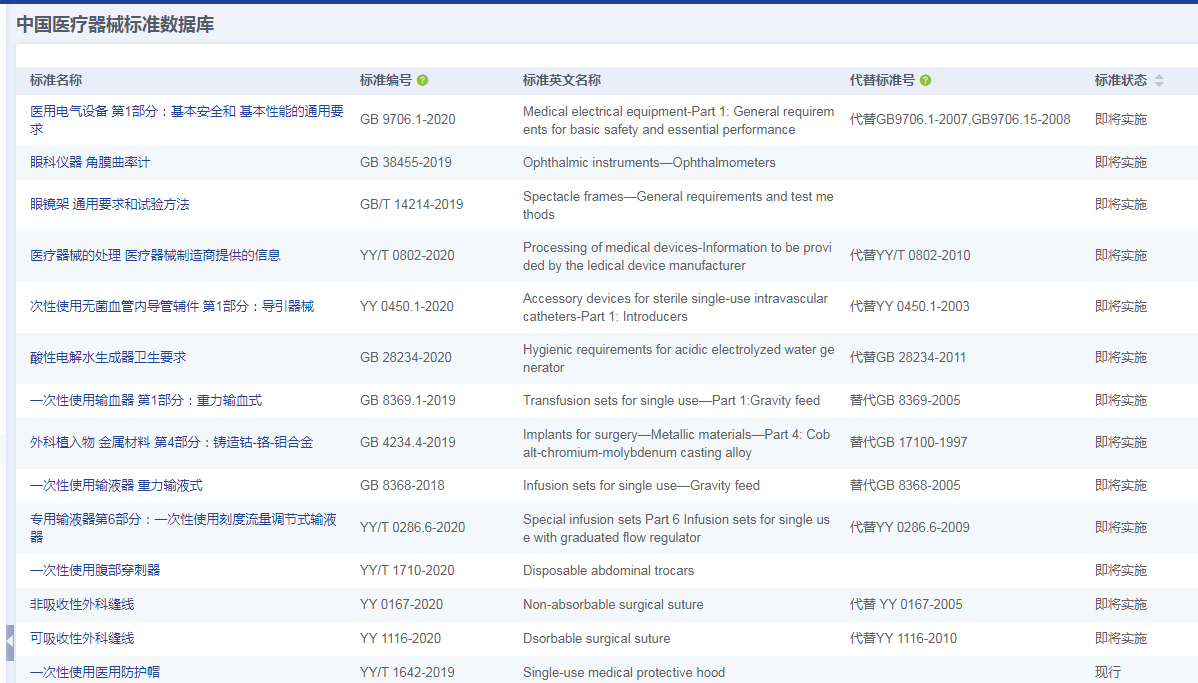 中国医疗器械标准数据库
标准名称 标准编号 ? 标准英文名称 代替标准号 ? 标准状态
医用电气设备 第1部分：基本安全和 基本性能的通用要
求
GB 9706.1-2020
Medical electrical equipment-Part 1: General requirem
ents for basic safety and essential performance
代替GB9706.1-2007,GB9706.15-2008
即将实施
眼科仪器 角膜曲率计
GB 38455-2019
Ophthalmic instruments—Ophthalmometers
即将实施
眼镜架 通用要求和试验方法
GB/T 14214-2019
Spectacle frames—General requirements and test me
thods
即将实施
医疗器械的处理 医疗器械制造商提供的信息
YY/T 0802-2020
Processing of medical devices-Information to be provi
ded by the ledical device manufacturer
代替YY/T 0802-2010
即将实施
次性使用无菌血管内导管辅件 第1部分：导引器械
YY 0450.1-2020
Accessory devices for sterile single-use intravascular
catheters-Part 1: Introducers
代替YY 0450.1-2003
即将实施
酸性电解水生成器卫生要求
GB 28234-2020
Hygienic requirements for acidic electrolyzed water ge
nerator
代替GB 28234-2011
即将实施
一次性使用输血器 第1部分：重力输血式
GB 8369.1-2019
Transfusion sets for single use—Part 1:Gravity feed
替代GB 8369-2005
即将实施
外科植入物 金属材料 第4部分：铸造钴-铬-钼合金
GB 4234.4-2019
Implants for surgery—Metallic materials—Part 4: Cob
alt-chromium-molybdenum casting alloy
替代GB 17100-1997
即将实施
一次性使用输液器 重力输液式
GB 8368-2018
Infusion sets for single use—Gravity feed
替代GB 8368-2005
即将实施
专用输液器第6部分：一次性使用刻度流量调节式输液
器
YY/T 0286.6-2020
Special infusion sets Part 6 Infusion sets for single us
e with graduated flow regulator
代替YY 0286.6-2009
即将实施
一次性使用腹部穿刺器
YY/T 1710-2020
Disposable abdominal trocars
即将实施
非吸收性外科缝线
YY 0167-2020
Non-absorbable surgical suture
代替 YY 0167-2005
即将实施
可吸收性外科缝线
YY 1116-2020
Dsorbable surgical suture
代替YY 1116-2010
即将实施
一次性使用医用防护帽
YY/T 1642-2019
Single-use medical protective hood
现行